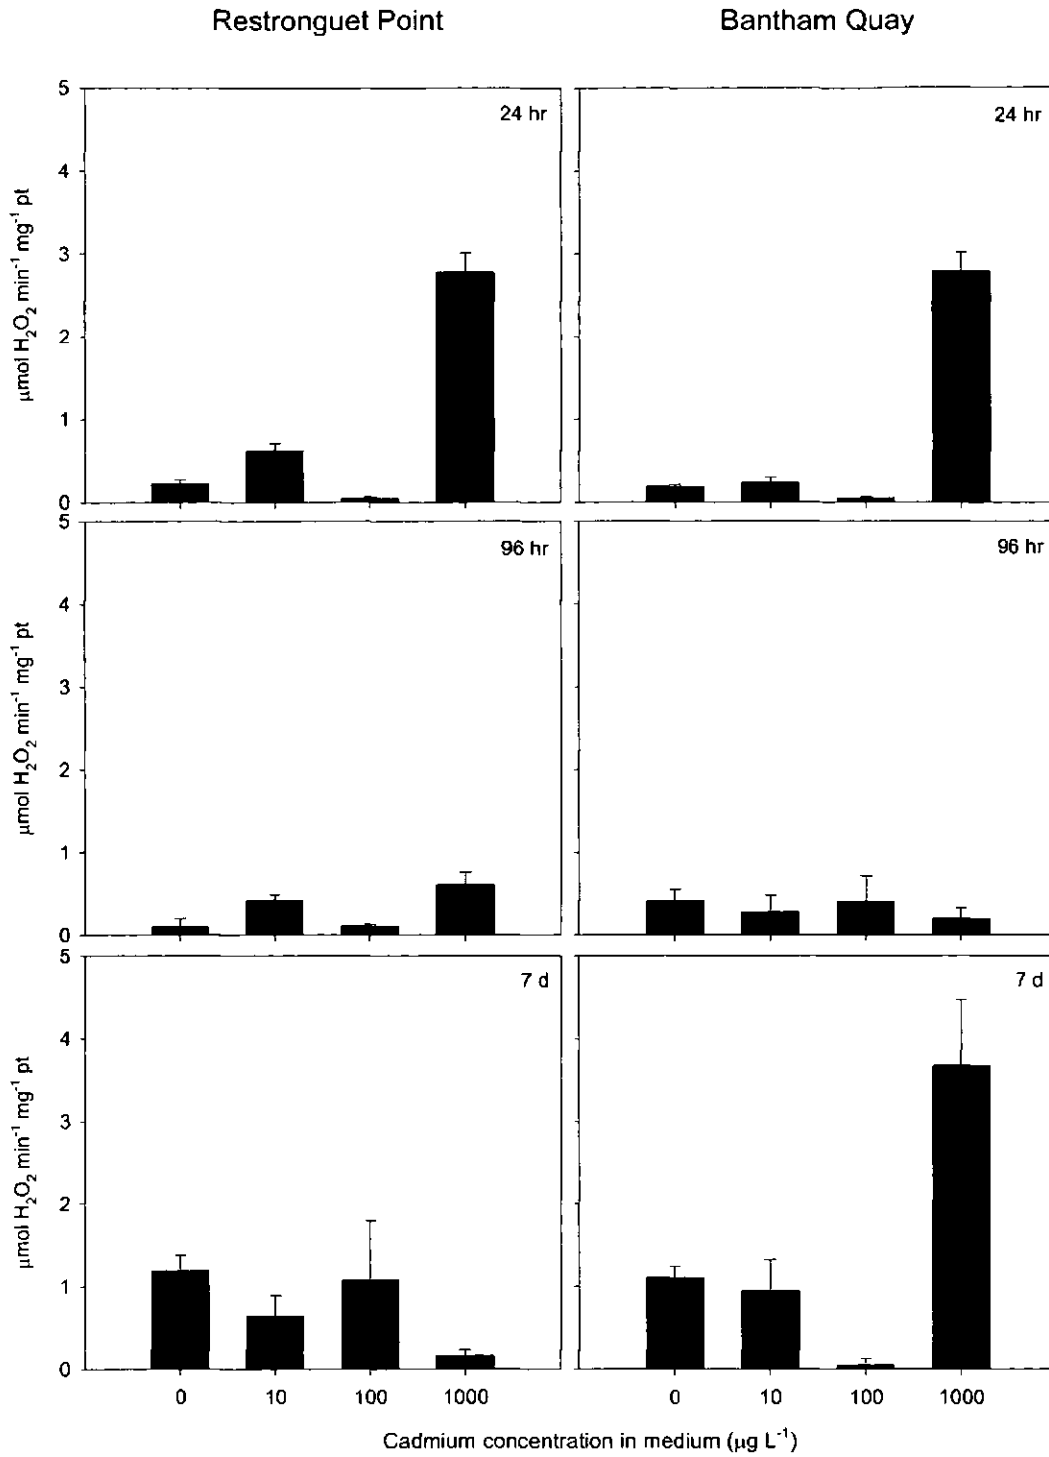 Restronguet Point Bantham Quay
5 24 hr 24 hr
4
3
2
1
0
μmol H₂O₂ min⁻¹ mg⁻¹ pt
5 96 hr 96 hr
4
3
2
1
0
μmol H₂O₂ min⁻¹ mg⁻¹ pt
5 7 d 7 d
4
3
2
1
0
μmol H₂O₂ min⁻¹ mg⁻¹ pt
0 10 100 1000 0 10 100 1000
Cadmium concentration in medium (μg L⁻¹)